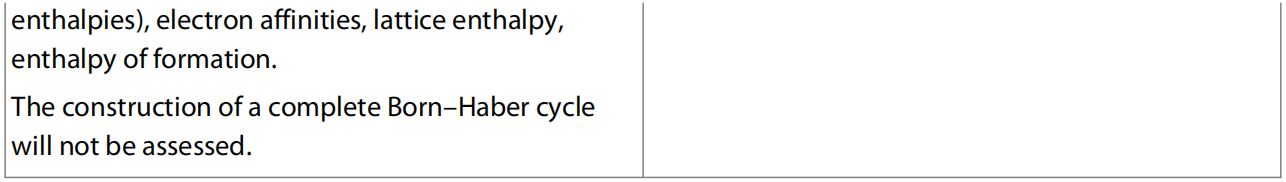 enthalpies), electron affinities, lattice enthalpy,
enthalpy of formation.
The construction of a complete Born–Haber cycle
will not be assessed.